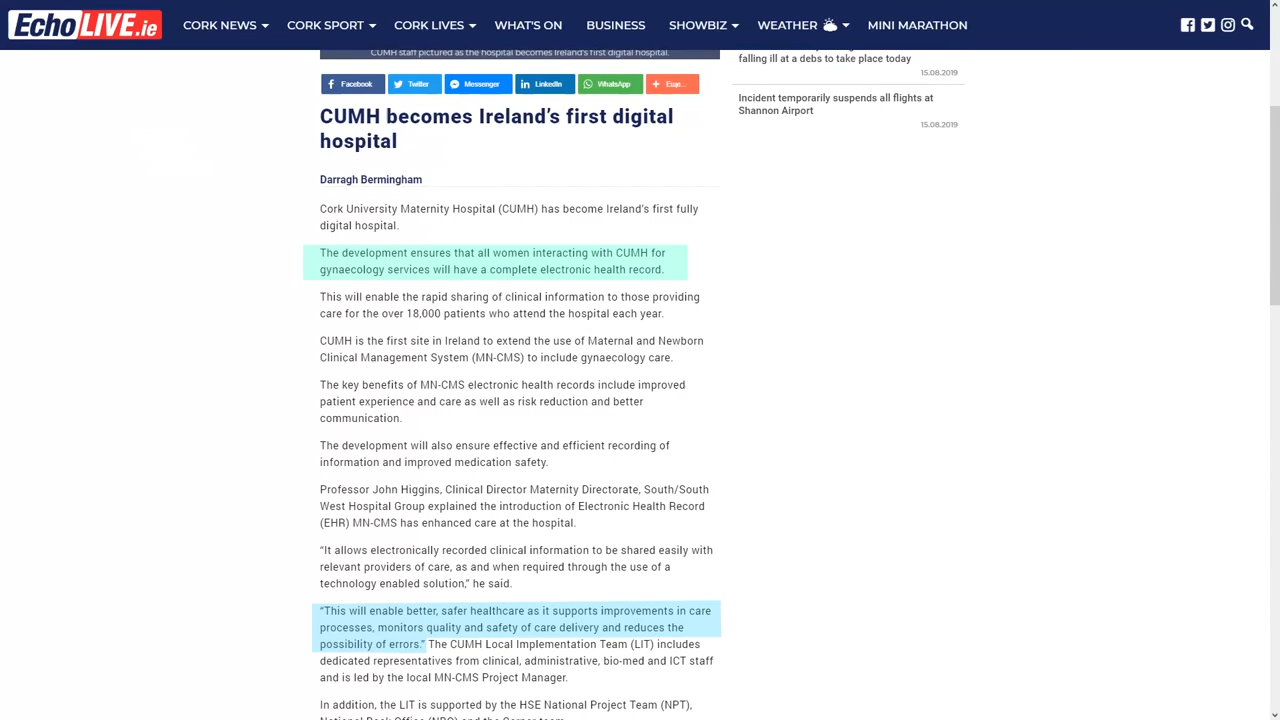 EchoLIVE.ie
CORK NEWS
CORK SPORT
CORK LIVES
WHAT'S ON
BUSINESS
SHOWBIZ
WEATHER
MINI MARATHON
CUMH staff pictured as the hospital becomes Ireland's first digital hospital.
Facebook
Twitter
Messenger
LinkedIn
WhatsApp
Ещё...
CUMH becomes Ireland’s first digital
hospital
Darragh Bermingham
Cork University Maternity Hospital (CUMH) has become Ireland’s first fully
digital hospital.
The development ensures that all women interacting with CUMH for
gynaecology services will have a complete electronic health record.
This will enable the rapid sharing of clinical information to those providing
care for the over 18,000 patients who attend the hospital each year.
CUMH is the first site in Ireland to extend the use of Maternal and Newborn
Clinical Management System (MN-CMS) to include gynaecology care.
The key benefits of MN-CMS electronic health records include improved
patient experience and care as well as risk reduction and better
communication.
The development will also ensure effective and efficient recording of
information and improved medication safety.
Professor John Higgins, Clinical Director Maternity Directorate, South/South
West Hospital Group explained the introduction of Electronic Health Record
(EHR) MN-CMS has enhanced care at the hospital.
“It allows electronically recorded clinical information to be shared easily with
relevant providers of care, as and when required through the use of a
technology enabled solution,” he said.
“This will enable better, safer healthcare as it supports improvements in care
processes, monitors quality and safety of care delivery and reduces the
possibility of errors.” The CUMH Local Implementation Team (LIT) includes
dedicated representatives from clinical, administrative, bio-med and ICT staff
and is led by the local MN-CMS Project Manager.
In addition, the LIT is supported by the HSE National Project Team (NPT),
falling ill at a debs to take place today
15.08.2019
Incident temporarily suspends all flights at
Shannon Airport
15.08.2019